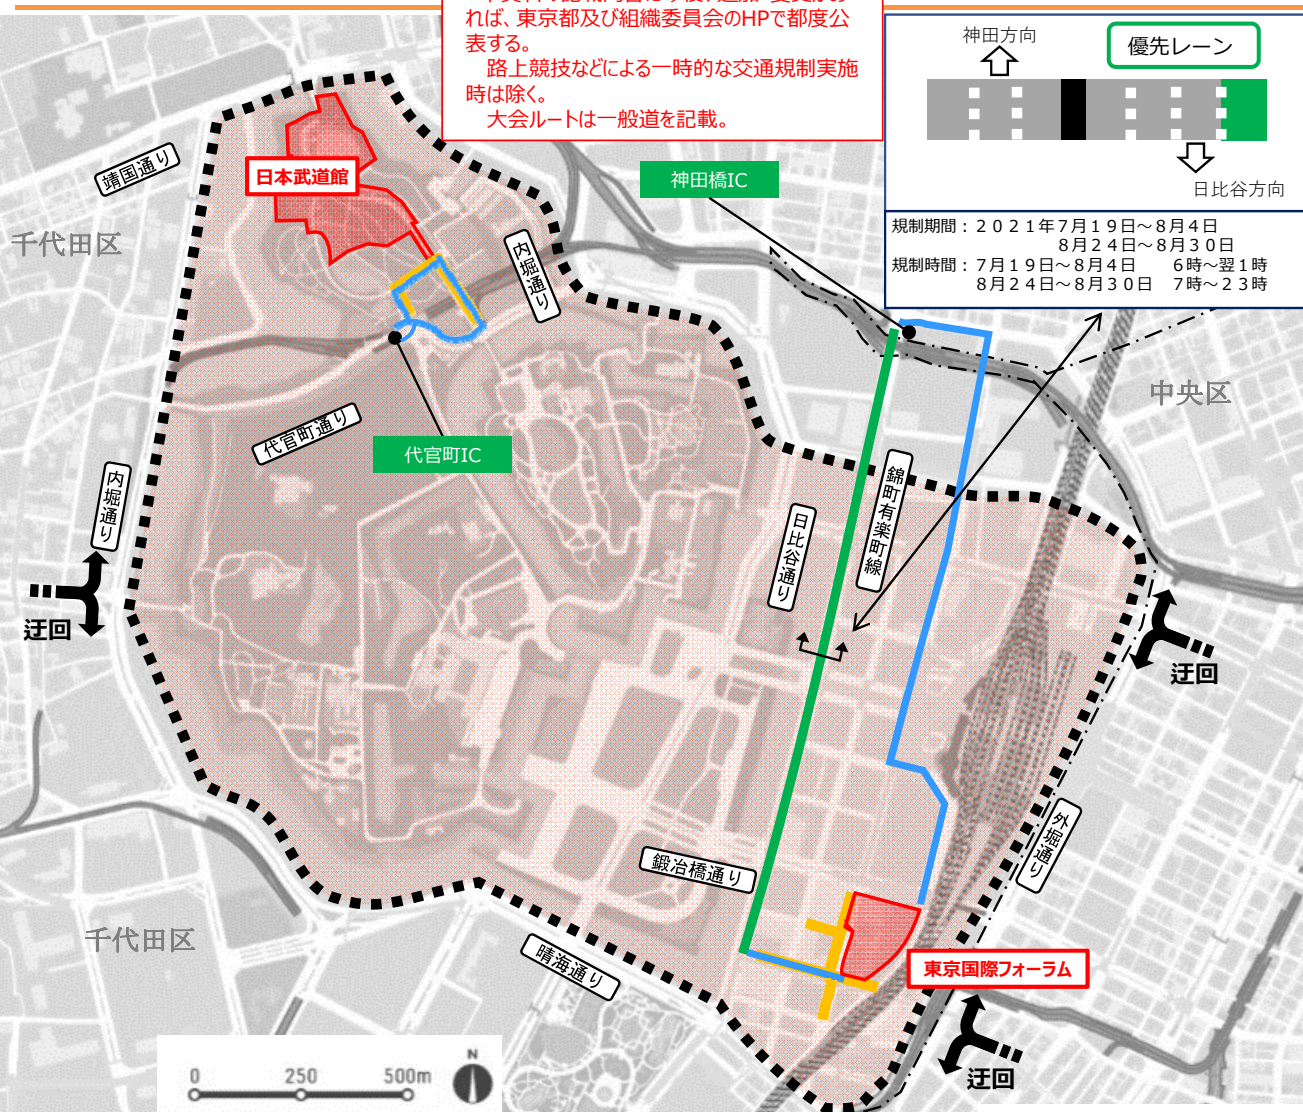 れば、東京都及び組織委員会のHPで都度公
表する。
路上競技などによる一時的な交通規制実施
時は除く。
大会ルートは一般道を記載。
神田方向
優先レーン
日比谷方向
規制期間：２０２１年７月１９日～８月４日
８月２４日～８月３０日
規制時間：７月１９日～８月４日　６時～翌１時
８月２４日～８月３０日　７時～２３時
神田橋IC
日本武道館
靖国通り
千代田区
内堀通り
中央区
代官町通り
代官町IC
内堀通り
錦町有楽町線
日比谷通り
迂回
迂回
外堀通り
鍛冶橋通り
千代田区
晴海通り
東京国際フォーラム
迂回
0 250 500m
N